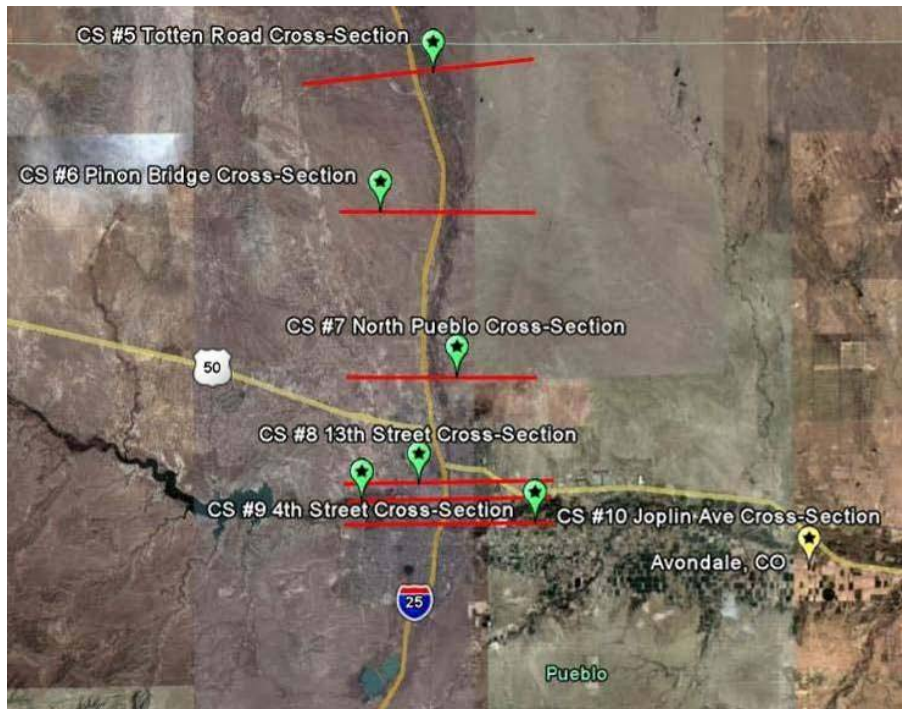 CS #5 Totten Road Cross-Section
CS #6 Pinon Bridge Cross-Section
CS #7 North Pueblo Cross-Section
50
CS #8 13th Street Cross-Section
CS #9 4th Street Cross-Section
CS #10 Joplin Ave Cross-Section
Avondale, CO
25
Pueblo